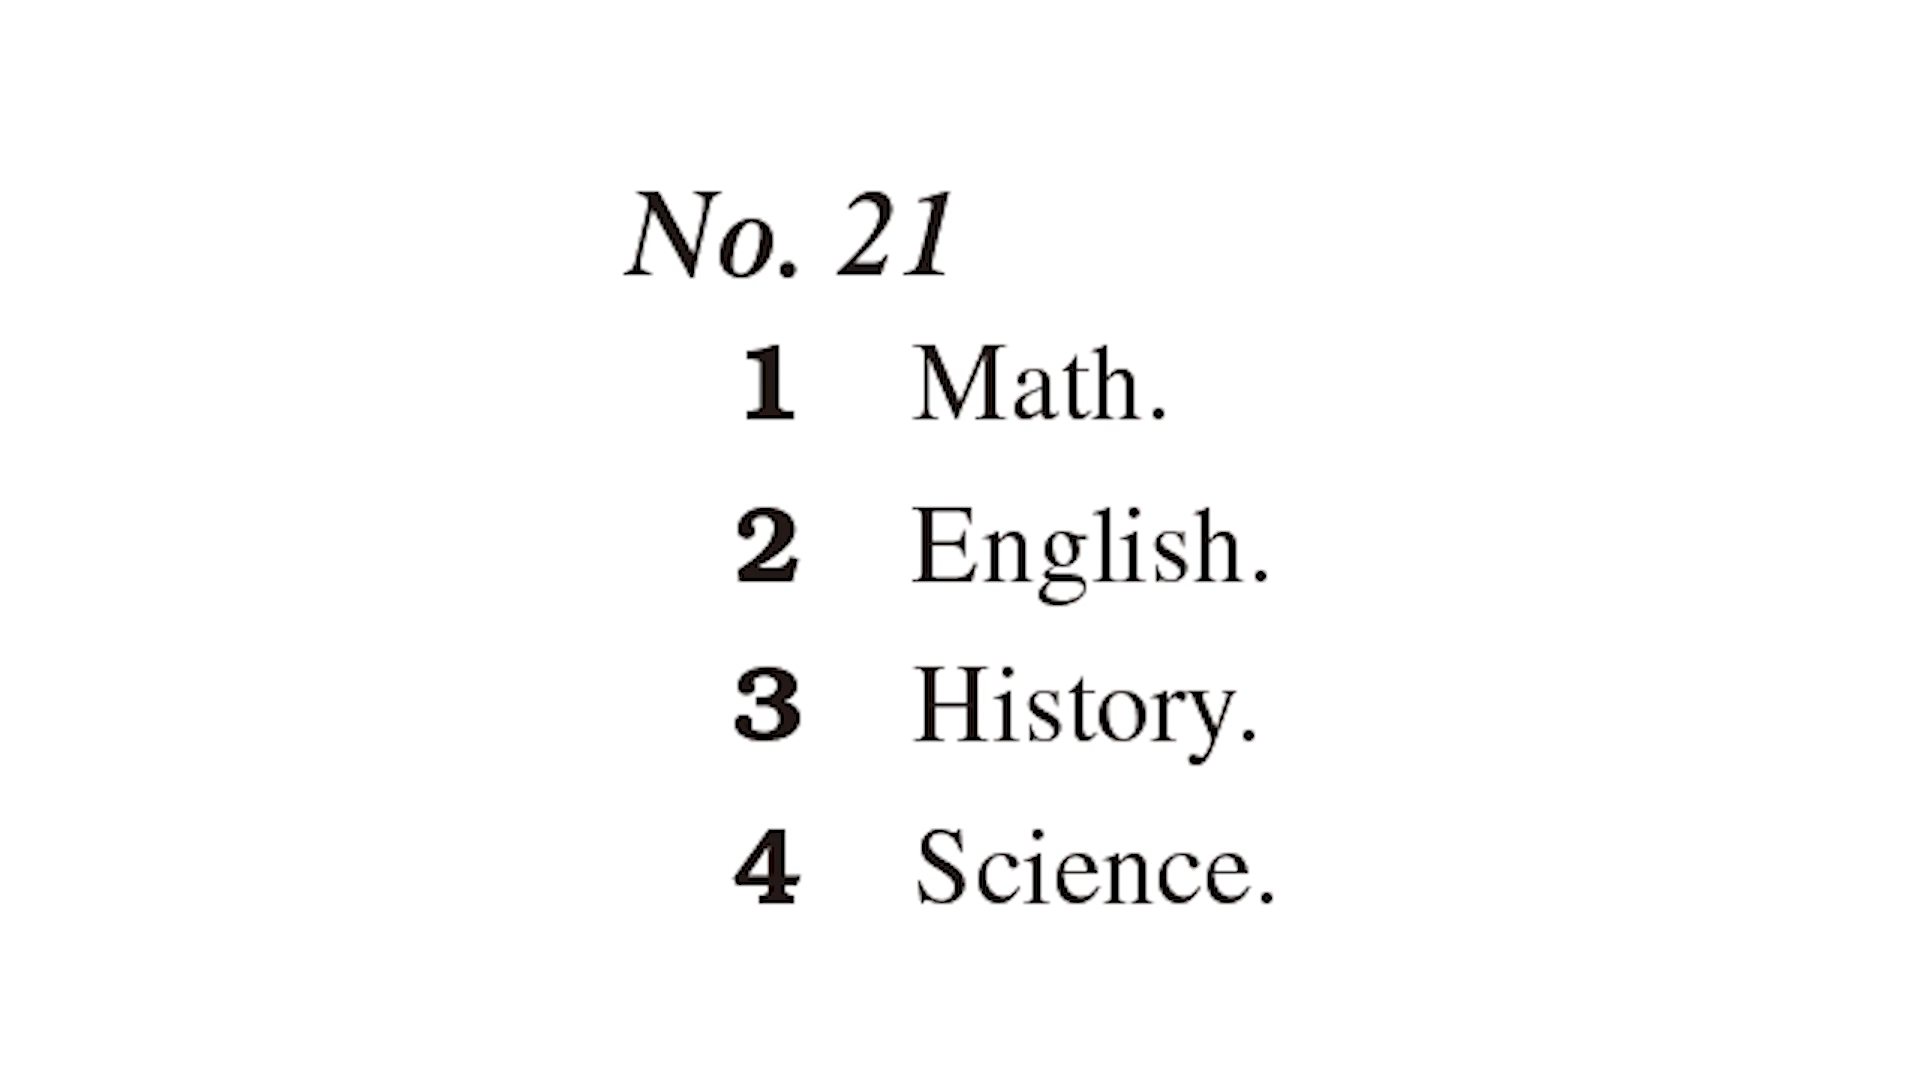 No. 21
1 Math.
2 English.
3 History.
4 Science.